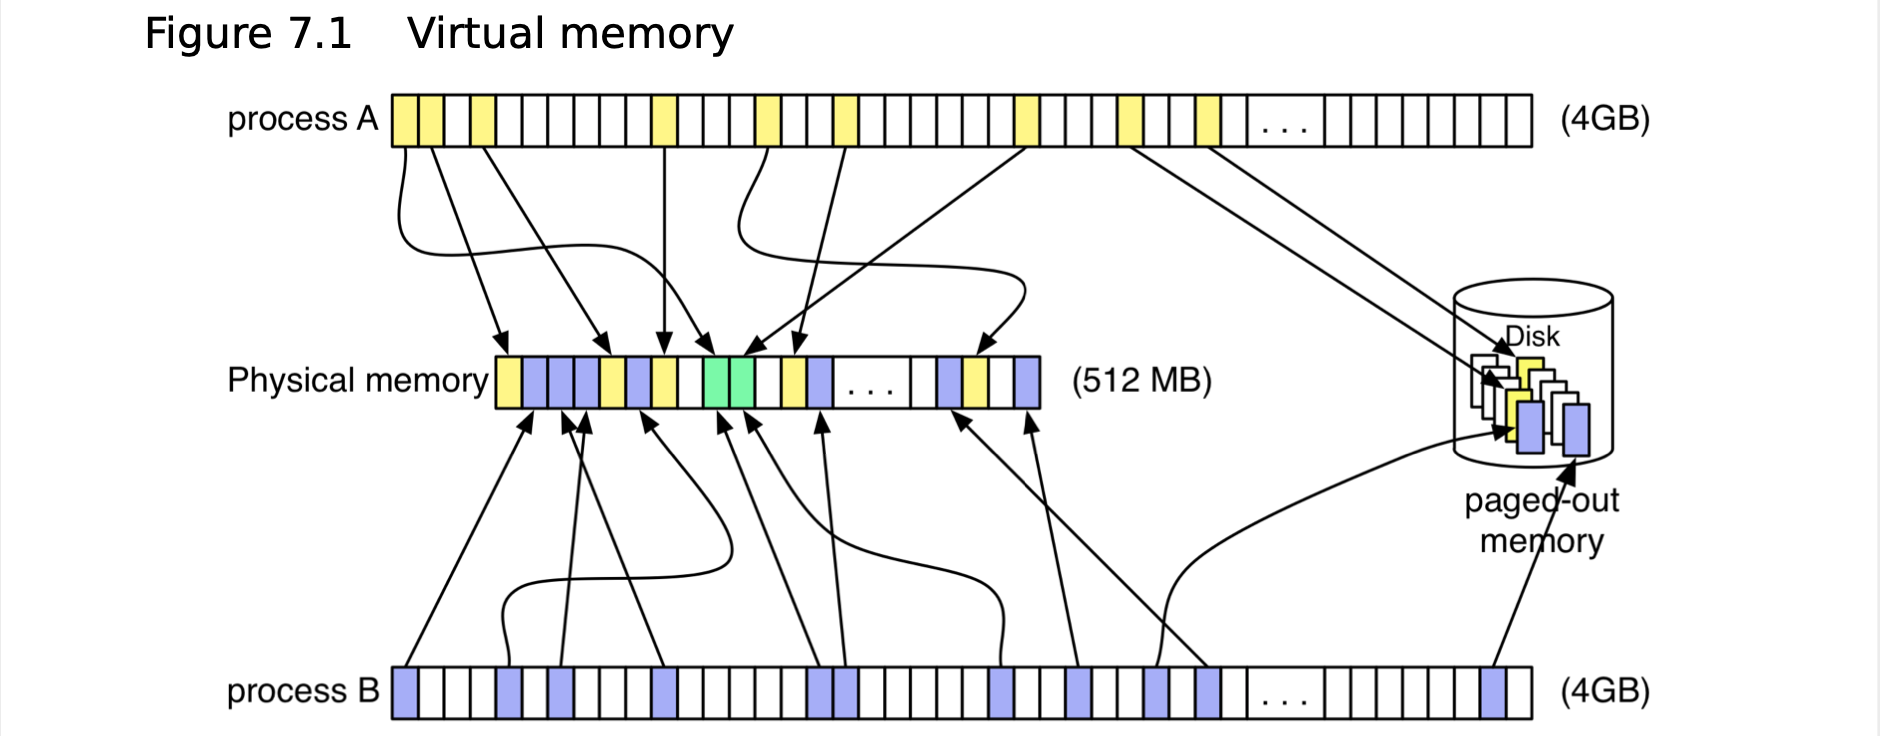 Figure 7.1 Virtual memory
process A
(4GB)
. . .
Disk
Physical memory
. . .
(512 MB)
paged-out
memory
process B
. . .
(4GB)